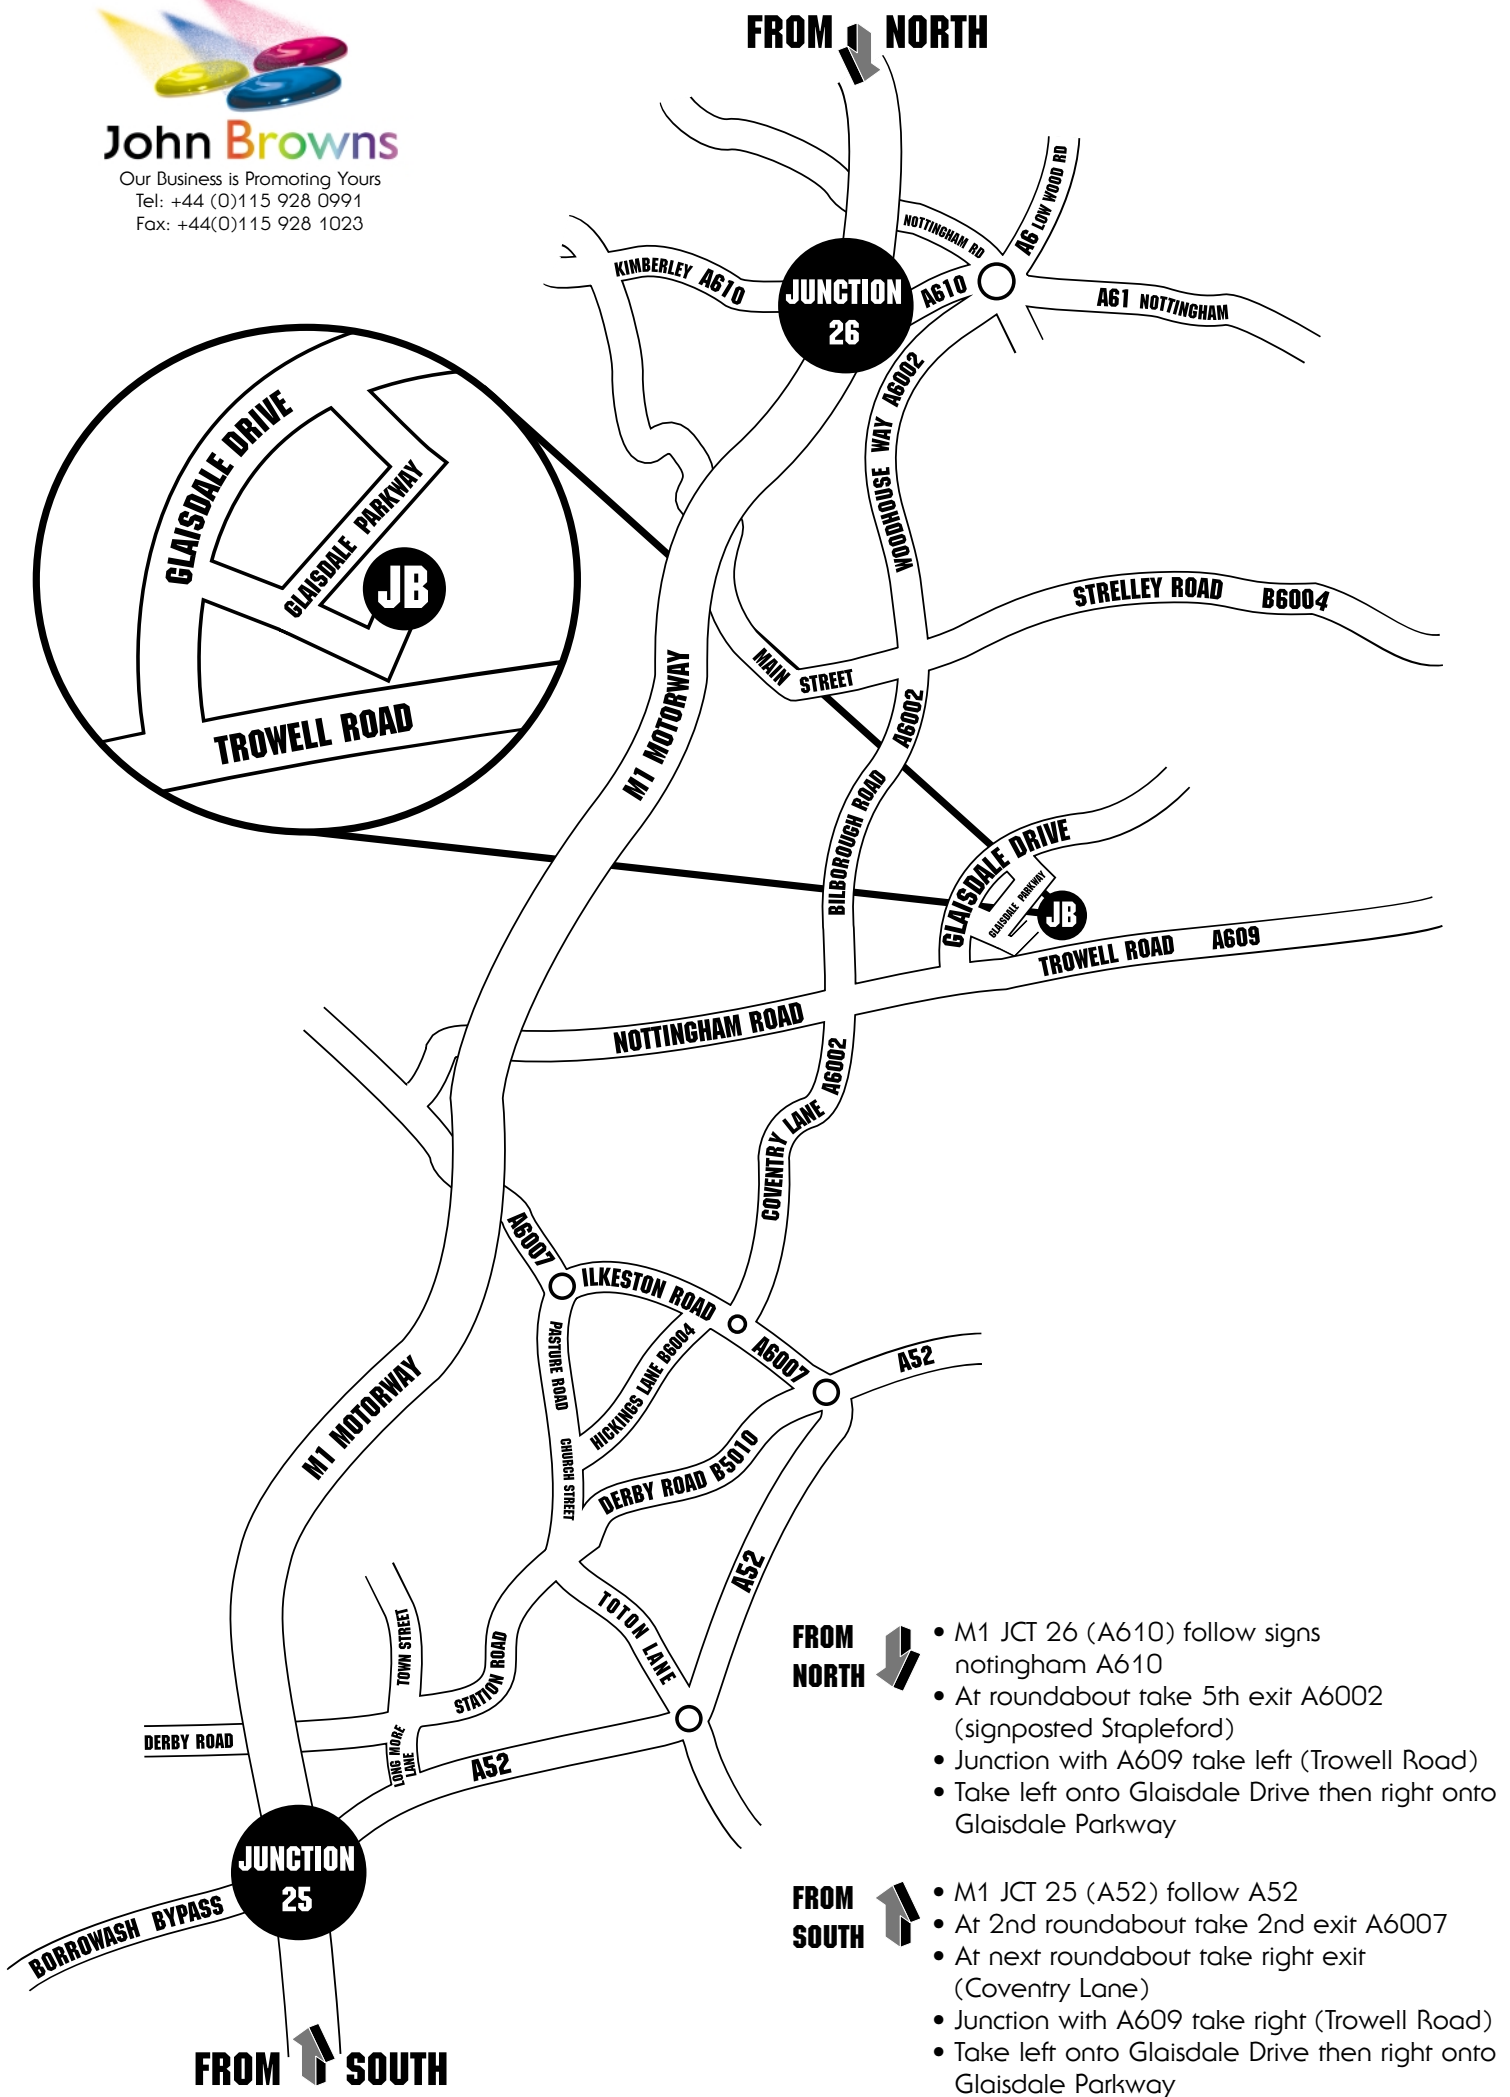 FROM NORTH
John Browns
Our Business is Promoting Yours
Tel: +44 (0)115 928 0991
Fax: +44(0)115 928 1023
A6 LOW WOOD RD
NOTTINGHAM RD
KIMBERLEY A610
JUNCTION
26
A610
A61 NOTTINGHAM
WOODHOUSE WAY A6002
GLAISDALE DRIVE
GLAISDALE PARKWAY
JB
TROWELL ROAD
STRELLEY ROAD B6004
MAIN STREET
M1 MOTORWAY
A6002
BILBOROUGH ROAD
GLAISDALE DRIVE
GLAISDALE PARKWAY
JB
TROWELL ROAD A609
NOTTINGHAM ROAD
COVENTRY LANE A6002
A6007
ILKESTON ROAD
A6007
A52
PASTURE ROAD
HICKINGS LANE B6004
M1 MOTORWAY
CHURCH STREET
DERBY ROAD B5010
A52
TOTON LANE
TOWN STREET
STATION ROAD
DERBY ROAD
LONG MORE
LANE
A52
JUNCTION
25
BORROWASH BYPASS
FROM SOUTH
FROM
NORTH
• M1 JCT 26 (A610) follow signs
notingham A610
• At roundabout take 5th exit A6002
(signposted Stapleford)
• Junction with A609 take left (Trowell Road)
• Take left onto Glaisdale Drive then right onto
Glaisdale Parkway
FROM
SOUTH
• M1 JCT 25 (A52) follow A52
• At 2nd roundabout take 2nd exit A6007
• At next roundabout take right exit
(Coventry Lane)
• Junction with A609 take right (Trowell Road)
• Take left onto Glaisdale Drive then right onto
Glaisdale Parkway